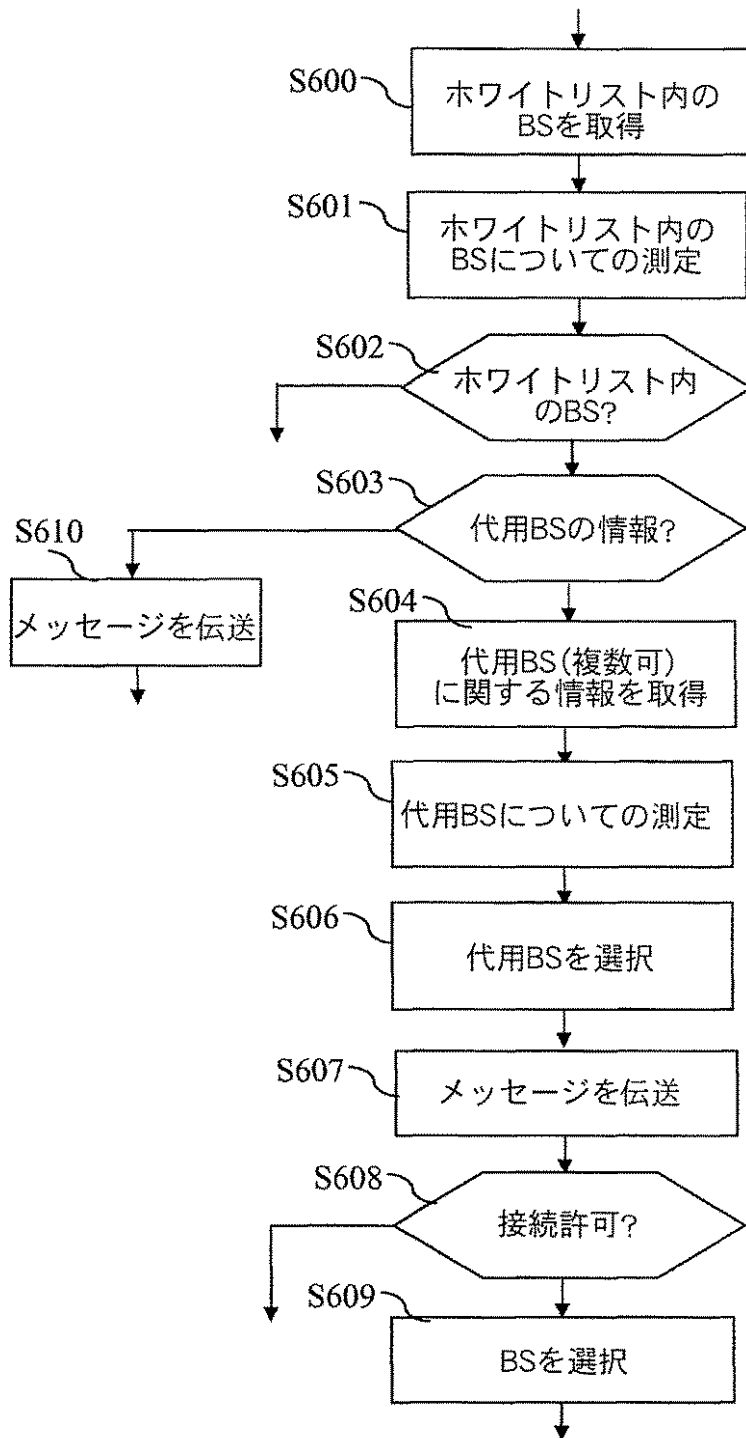 S600
ホワイトリスト内の
BSを取得
S601
ホワイトリスト内の
BSについての測定
S602
ホワイトリスト内
のBS?
S603
代用BSの情報?
S610
メッセージを伝送
S604
代用BS(複数可)
に関する情報を取得
S605
代用BSについての測定
S606
代用BSを選択
S607
メッセージを伝送
S608
接続許可?
S609
BSを選択